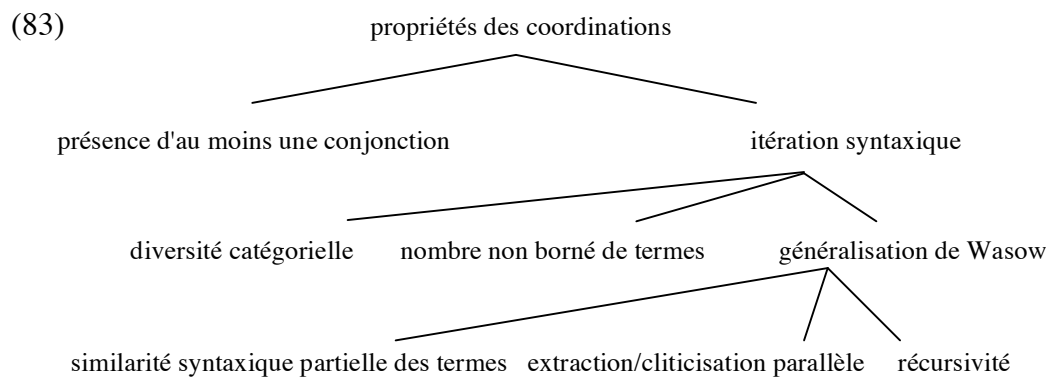 (83) propriétés des coordinations
présence d'au moins une conjonction itération syntaxique
diversité catégorielle nombre non borné de termes généralisation de Wasow
similarité syntaxique partielle des termes extraction/cliticisation parallèle récursivité